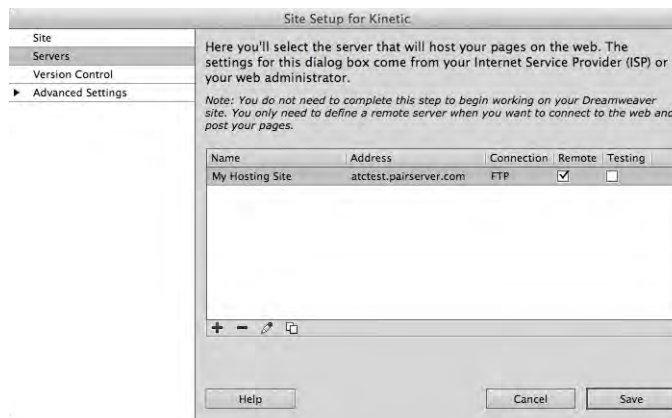 Site Setup for Kinetic
Site
Servers
Version Control
Advanced Settings
Here you'll select the server that will host your pages on the web. The
settings for this dialog box come from your Internet Service Provider (ISP) or
your web administrator.
Note: You do not need to complete this step to begin working on your Dreamweaver
site. You only need to define a remote server when you want to connect to the web and
post your pages.
Name Address Connection Remote Testing
My Hosting Site atctest.pairserver.com FTP
Help Cancel Save